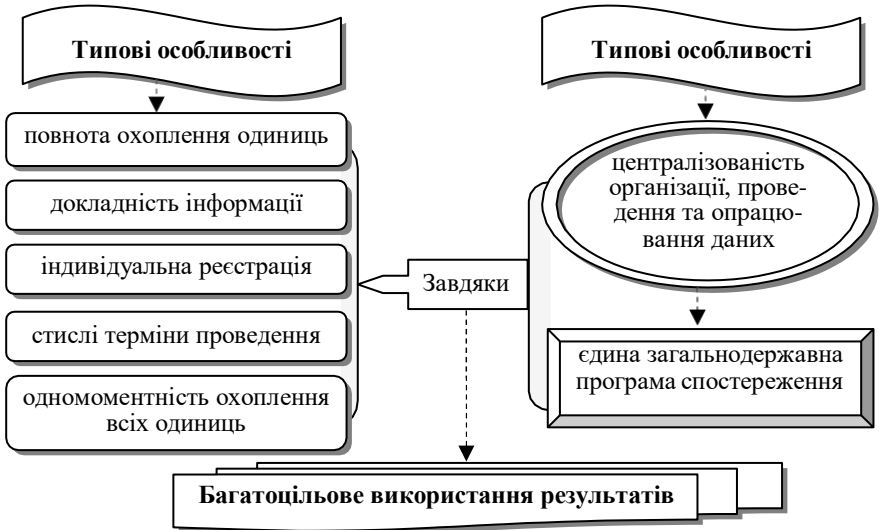 Типові особливості
повнота охоплення одиниць
докладність інформації
індивідуальна реєстрація
стислі терміни проведення
одномоментність охоплення
всіх одиниць
Завдяки
Типові особливості
централізованість
організації, прове-
дення та опрацю-
вання даних
єдина загальнодержавна
програма спостереження
Багатоцільове використання результатів